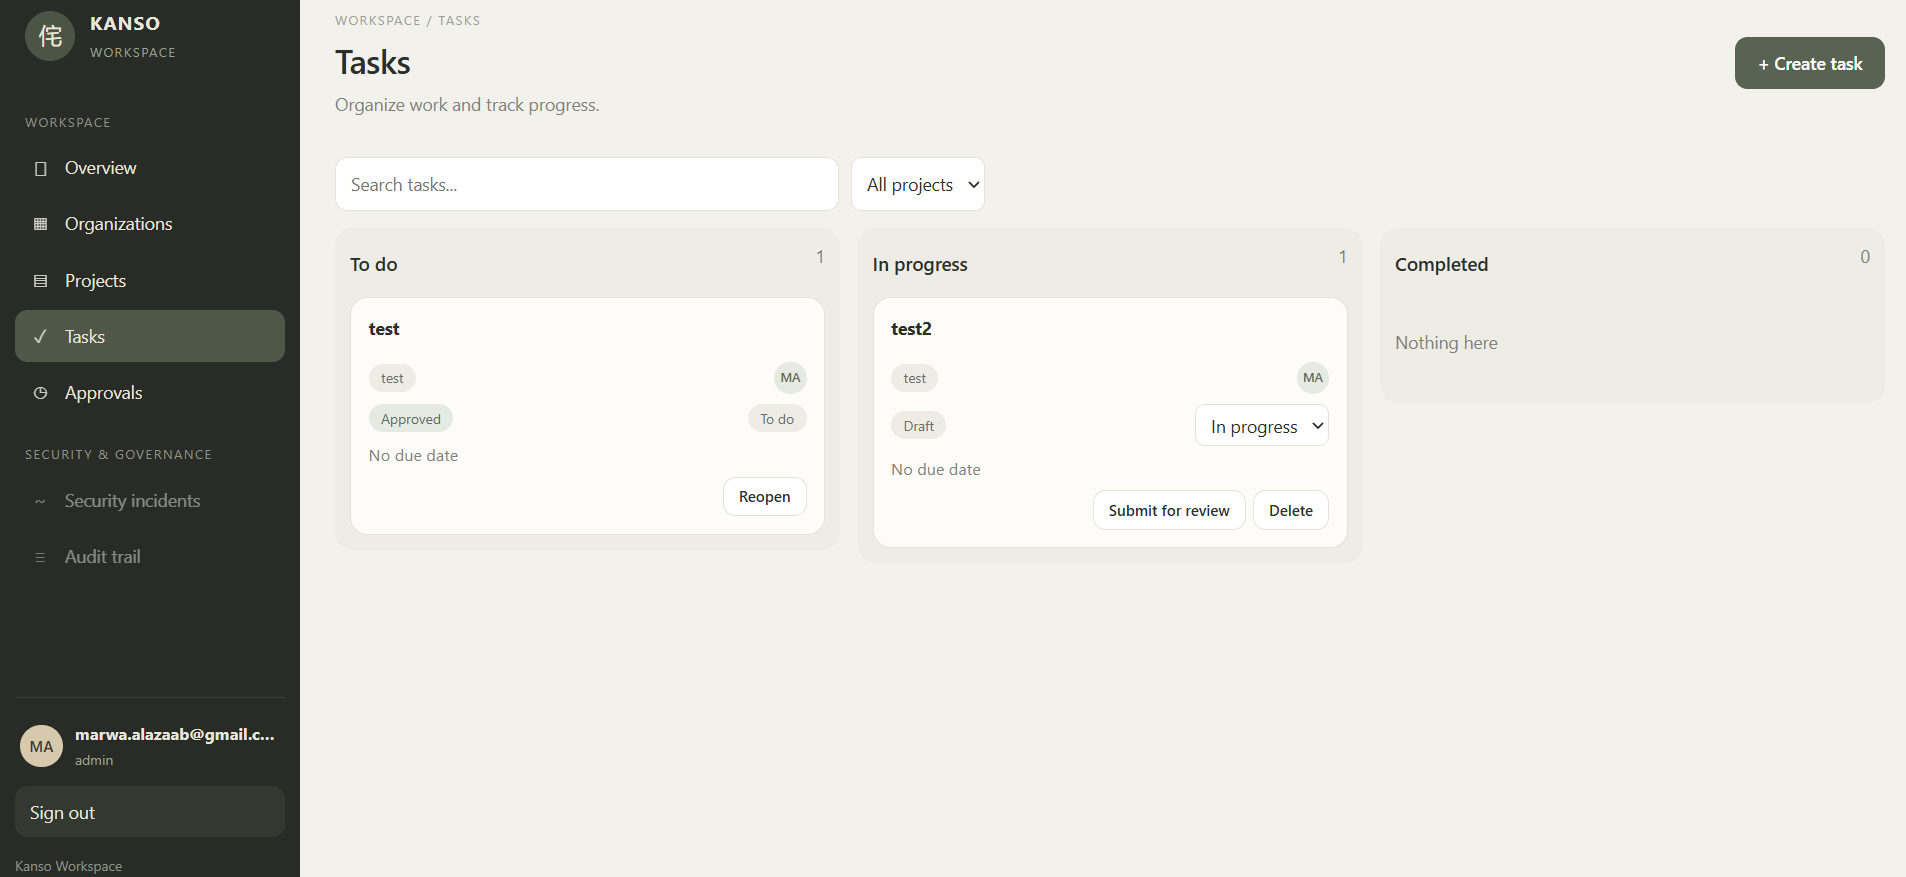 侘
KANSO
WORKSPACE
WORKSPACE
Overview
Organizations
Projects
✓ Tasks
Approvals
SECURITY & GOVERNANCE
~ Security incidents
Audit trail
MA
marwa.alazaab@gmail.c...
admin
Sign out
Kanso Workspace
WORKSPACE / TASKS
Tasks
Organize work and track progress.
+ Create task
Search tasks...
All projects
To do 1
test
test MA
Approved To do
No due date
Reopen
In progress 1
test2
test MA
Draft In progress
No due date
Submit for review Delete
Completed 0
Nothing here